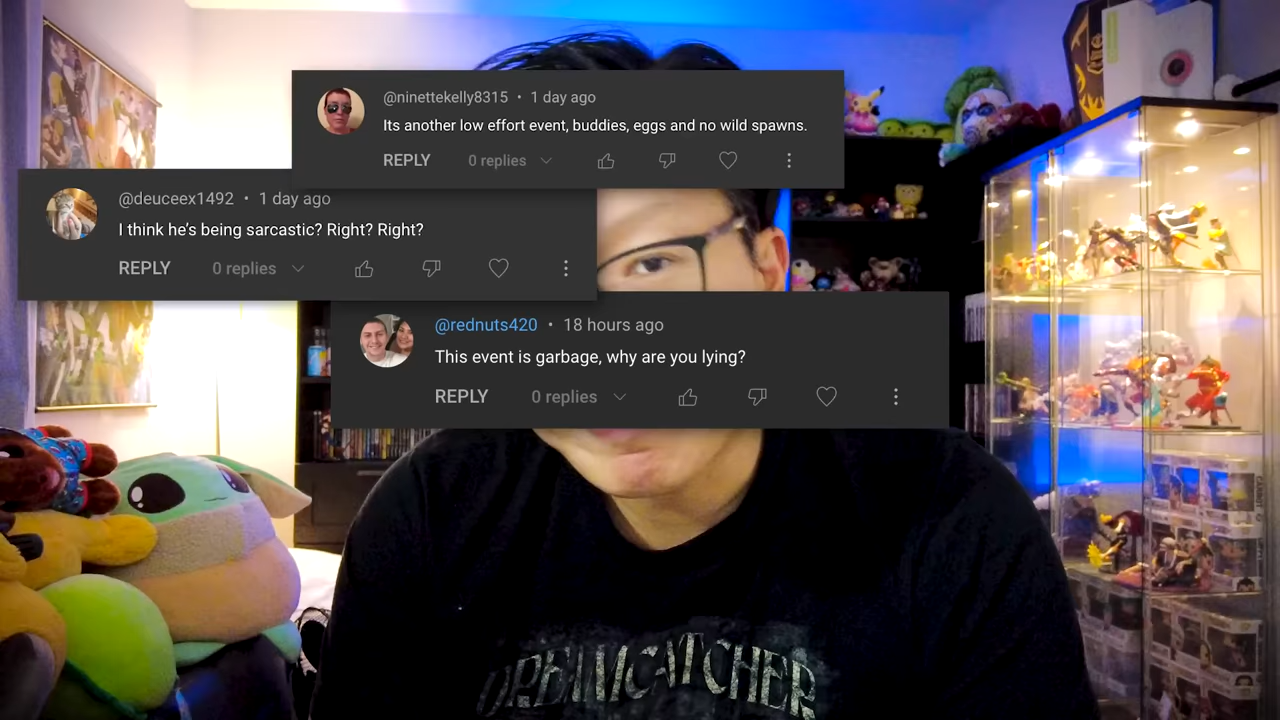 @ninettekelly8315 • 1 day ago
Its another low effort event, buddies, eggs and no wild spawns.
REPLY 0 replies
@deuceex1492 • 1 day ago
I think he's being sarcastic? Right? Right?
REPLY 0 replies
@rednuts420 • 18 hours ago
This event is garbage, why are you lying?
REPLY 0 replies
DREAMCATCHER